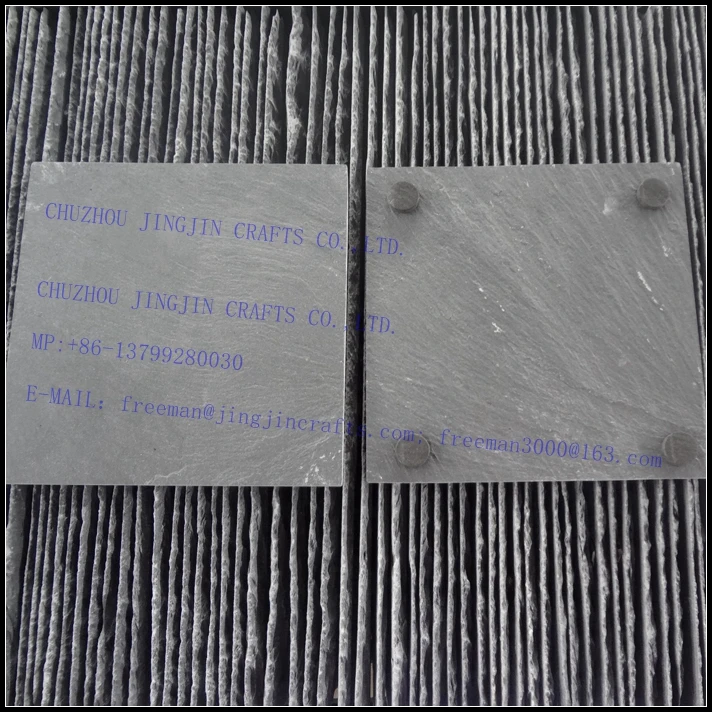 CHUZHOU JINGJIN CRAFTS CO.,LTD.
CHUZHOU JINGJIN CRAFTS CO.,LTD.
MP:+86-13799280030
E-MAIL: freeman@jingjincrafts.com; freeman3000@163.com